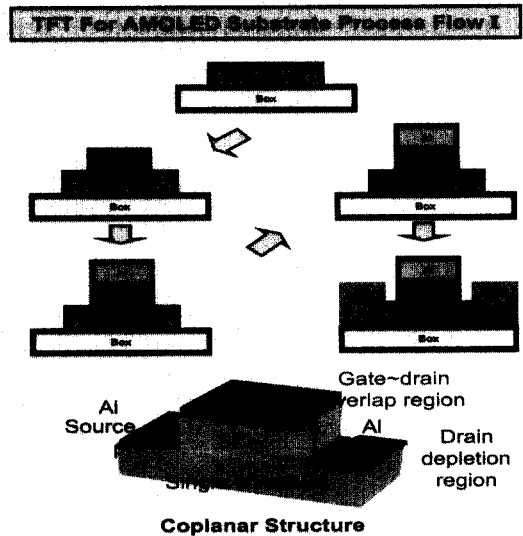 TFT For AMOLED Substrate Process Flow I
Box
Box
Box
Box
Box
Gate~drain
overlap region
Al
Source
Al
Drain
depletion
region
Coplanar Structure